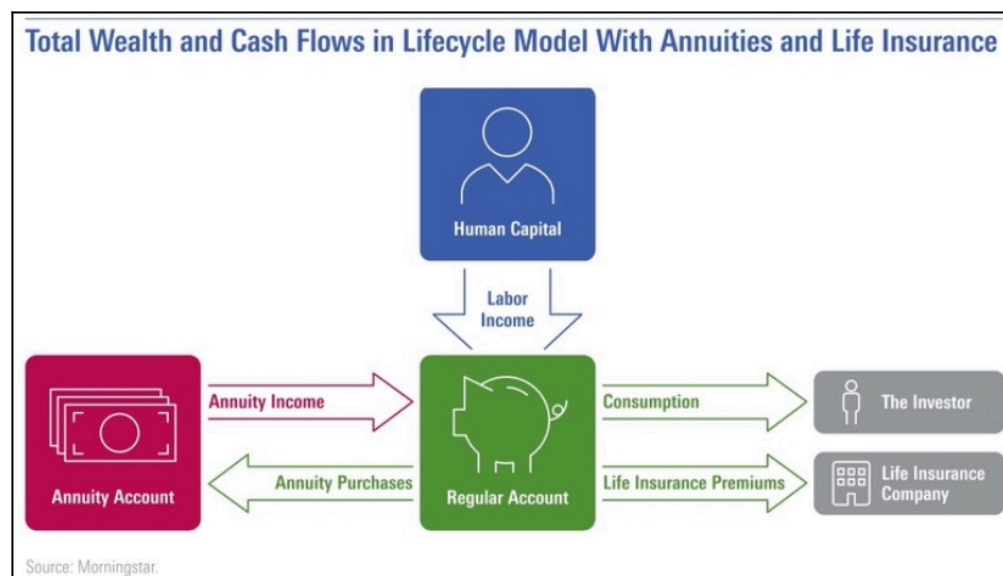 Total Wealth and Cash Flows in Lifecycle Model With Annuities and Life Insurance
Human Capital
Labor
Income
Annuity Income
Consumption
The Investor
Annuity Account
Annuity Purchases
Regular Account
Life Insurance Premiums
Life Insurance
Company
Source: Morningstar.